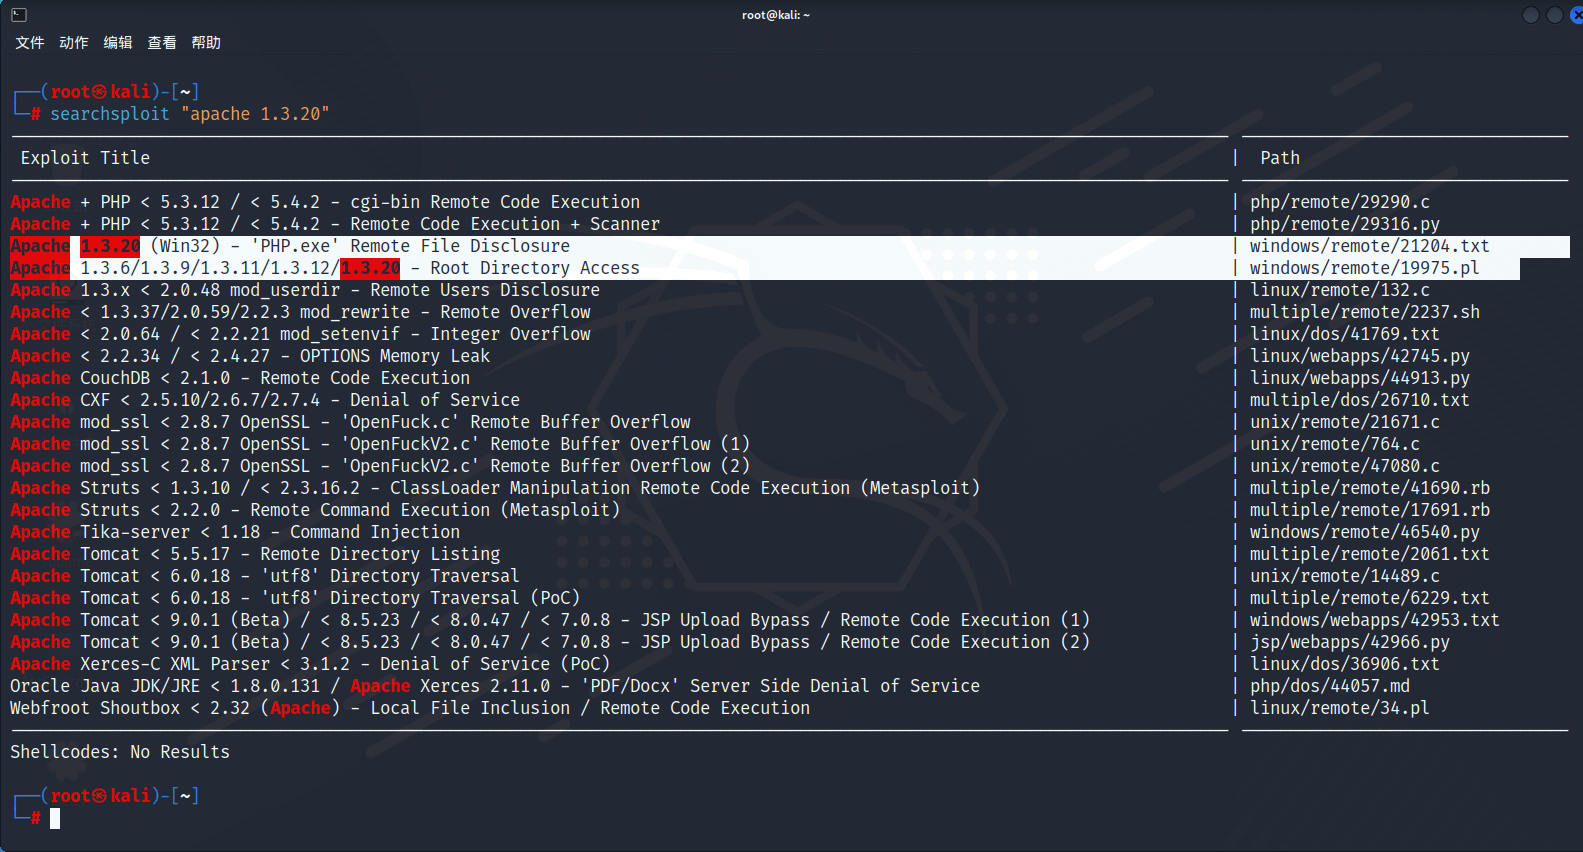 root@kali: ~
文件 动作 编辑 查看 帮助
┌──(root㉿kali)-[~]
└─# searchsploit "apache 1.3.20"
Exploit Title | Path
Apache + PHP < 5.3.12 / < 5.4.2 - cgi-bin Remote Code Execution | php/remote/29290.c
Apache + PHP < 5.3.12 / < 5.4.2 - Remote Code Execution + Scanner | php/remote/29316.py
Apache 1.3.20 (Win32) - 'PHP.exe' Remote File Disclosure | windows/remote/21204.txt
Apache 1.3.6/1.3.9/1.3.11/1.3.12/1.3.20 - Root Directory Access | windows/remote/19975.pl
Apache 1.3.x < 2.0.48 mod_userdir - Remote Users Disclosure | linux/remote/132.c
Apache < 1.3.37/2.0.59/2.2.3 mod_rewrite - Remote Overflow | multiple/remote/2237.sh
Apache < 2.0.64 / < 2.2.21 mod_setenvif - Integer Overflow | linux/dos/41769.txt
Apache < 2.2.34 / < 2.4.27 - OPTIONS Memory Leak | linux/webapps/42745.py
Apache CouchDB < 2.1.0 - Remote Code Execution | linux/webapps/44913.py
Apache CXF < 2.5.10/2.6.7/2.7.4 - Denial of Service | multiple/dos/26710.txt
Apache mod_ssl < 2.8.7 OpenSSL - 'OpenFuck.c' Remote Buffer Overflow | unix/remote/21671.c
Apache mod_ssl < 2.8.7 OpenSSL - 'OpenFuckV2.c' Remote Buffer Overflow (1) | unix/remote/764.c
Apache mod_ssl < 2.8.7 OpenSSL - 'OpenFuckV2.c' Remote Buffer Overflow (2) | unix/remote/47080.c
Apache Struts < 1.3.10 / < 2.3.16.2 - ClassLoader Manipulation Remote Code Execution (Metasploit) | multiple/remote/41690.rb
Apache Struts < 2.2.0 - Remote Command Execution (Metasploit) | multiple/remote/17691.rb
Apache Tika-server < 1.18 - Command Injection | windows/remote/46540.py
Apache Tomcat < 5.5.17 - Remote Directory Listing | multiple/remote/2061.txt
Apache Tomcat < 6.0.18 - 'utf8' Directory Traversal | unix/remote/14489.c
Apache Tomcat < 6.0.18 - 'utf8' Directory Traversal (PoC) | multiple/remote/6229.txt
Apache Tomcat < 9.0.1 (Beta) / < 8.5.23 / < 8.0.47 / < 7.0.8 - JSP Upload Bypass / Remote Code Execution (1) | windows/webapps/42953.txt
Apache Tomcat < 9.0.1 (Beta) / < 8.5.23 / < 8.0.47 / < 7.0.8 - JSP Upload Bypass / Remote Code Execution (2) | jsp/webapps/42966.py
Apache Xerces-C XML Parser < 3.1.2 - Denial of Service (PoC) | linux/dos/36906.txt
Oracle Java JDK/JRE < 1.8.0.131 / Apache Xerces 2.11.0 - 'PDF/Docx' Server Side Denial of Service | php/dos/44057.md
Webfroot Shoutbox < 2.32 (Apache) - Local File Inclusion / Remote Code Execution | linux/remote/34.pl
Shellcodes: No Results
┌──(root㉿kali)-[~]
└─#